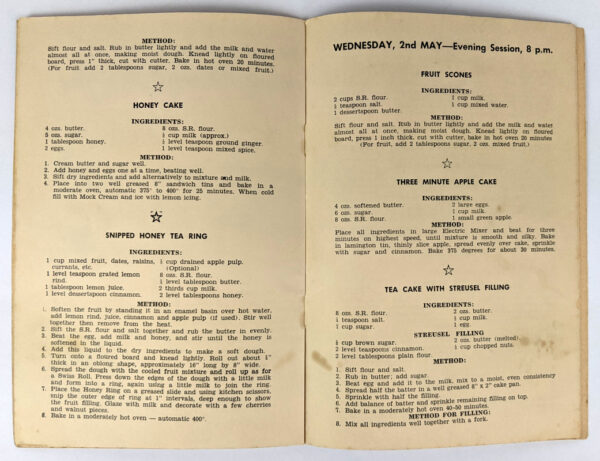 METHOD:
Sift flour and salt. Rub in butter lightly and add the milk and water
almost all at once, making moist dough. Knead lightly on floured
board, press 1" thick, cut with cutter. Bake in hot oven 20 minutes.
(For fruit add 2 tablespoons sugar, 2 ozs. dates or mixed fruit.)
HONEY CAKE
INGREDIENTS:
4 ozs. butter.
5 ozs. sugar.
1 tablespoon honey.
2 eggs.
8 ozs. S.R. flour.
cup milk (approx.)
level teaspoon ground ginger.
level teaspoon mixed spice.
METHOD:
1. Cream butter and sugar well.
2. Add honey and eggs one at a time, beating well.
3. Sift dry ingredients and add alternatively to mixture and milk.
4. Place into two well greased 8" sandwich tins and bake in a
moderate oven, automatic 375° to 400° for 25 minutes. When cold
fill with Mock Cream and ice with lemon icing.
SNIPPED HONEY TEA RING
INGREDIENTS:
1 cup mixed fruit, dates, raisins,
currants, etc.
1 level teaspoon grated lemon
rind.
1 tablespoon lemon juice.
1 level dessertspoon cinnamon.
cup drained apple pulp.
(Optional)
8 ozs. S.R. flour.
level tablespoon butter.
2 thirds cup milk.
2 level tablespoons honey.
METHOD:
1. Soften the fruit by standing it in an enamel basin over hot water,
add lemon rind, juice, cinnamon and apple pulp (if used). Stir well
together then remove from the heat.
2. Sift the S.R. flour and salt together and rub the butter in evenly.
3. Beat the egg, add milk and honey, and stir until the honey is
softened in the liquid.
4. Add this liquid to the dry ingredients to make a soft dough.
5. Turn onto a floured board and knead lightly. Roll out about
thick in an oblong shape, approximately 16" long by 8" wide.
6. Spread the dough with the cooled fruit mixture and roll up as for
a Swiss Roll. Press down the edges of the dough with a little milk
and form into a ring, again using a little milk to join the ring.
7. Place the Honey Ring on a greased slide and using kitchen scissors,
snip the outer edge of ring at 1" intervals, deep enough to show
the fruit filling. Glaze with milk and decorate with a few cherries
and walnut pieces.
8. Bake in a moderately hot oven — automatic 400°.
WEDNESDAY, 2nd MAY—Evening Session, 8 p.m.
FRUIT SCONES
INGREDIENTS:
2 cups S.R. flour.
teaspoon salt.
1 dessertspoon butter.
cup milk.
cup mixed water.
METHOD:
Sift flour and salt. Rub in butter lightly and add the milk and water
almost all at once, making moist dough. Knead lightly on floured
board, press 1 inch thick, cut with cutter, bake in hot oven 20 minutes
(For fruit add 2 tablespoons sugar, 2 ozs. mixed fruit.)
THREE MINUTE APPLE CAKE
INGREDIENTS:
4 ozs. softened butter.
6 ozs. sugar.
8 ozs. S.R. flour.
2 large eggs.
cup milk.
1 small green apple.
METHOD:
Place all ingredients in large Electric Mixer and beat for three
minutes on highest speed, until mixture is smooth and silky. Bake
in lamington tin, thinly slice apple, spread evenly over cake, sprinkle
with sugar and cinnamon. Bake 375 degrees for about 30 minutes.
TEA CAKE WITH STREUSEL FILLING
INGREDIENTS:
8 ozs. S.R. flour.
teaspoon salt.
cup sugar.
2 ozs. butter.
cup milk.
1 egg.
STREUSEL FILLING
cup brown sugar.
2 level teaspoons cinnamon.
2 level tablespoons plain flour.
2 ozs. butter (melted)
cup chopped nuts.
METHOD:
1. Sift flour and salt.
2. Rub in butter; add sugar.
3. Beat egg and add it to the milk, mix to a moist, even consistency
4. Spread half the batter in a well greased 8" x 2" cake pan.
5. Sprinkle with half the filling.
6. Add balance of batter and sprinkle remaining filling on top.
7. Bake in a moderately hot oven 40-50 minutes.
METHOD FOR FILLING:
8. Mix all ingredients well together with a fork.